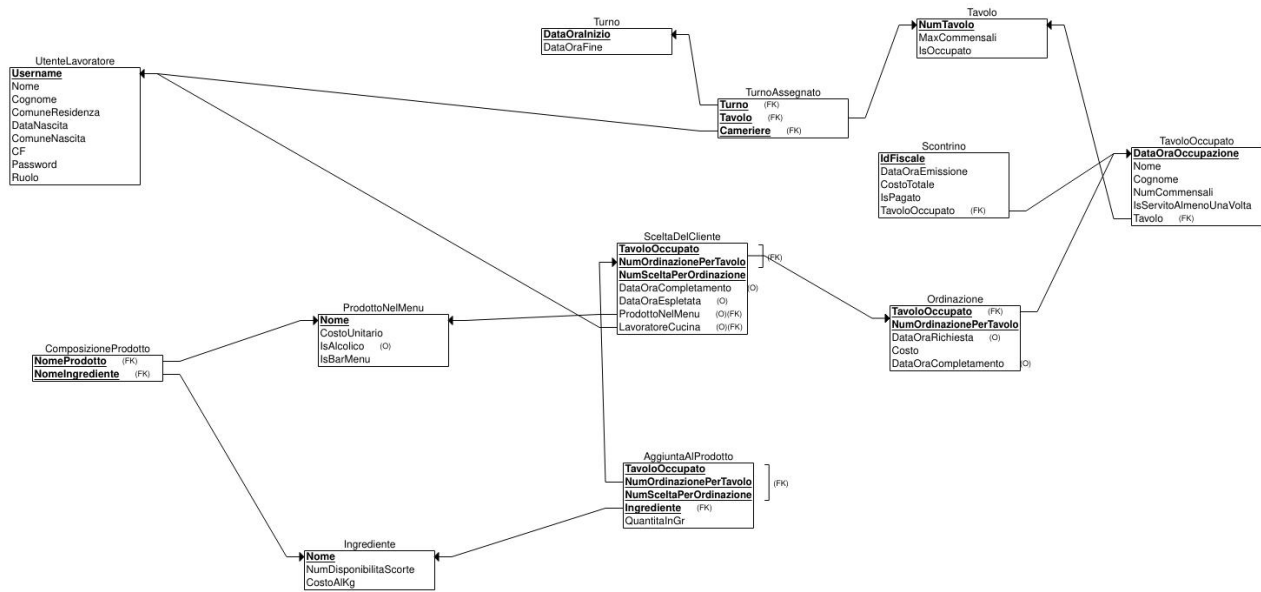 Turno
DataOraInizio
DataOraFine
Tavolo
NumTavolo
MaxCommensali
IsOccupato
UtenteLavoratore
Username
Nome
Cognome
ComuneResidenza
DataNascita
ComuneNascita
CF
Password
Ruolo
TurnoAssegnato
Turno (FK)
Tavolo (FK)
Cameriere (FK)
Scontrino
IdFiscale
DataOraEmissione
CostoTotale
IsPagato
TavoloOccupato (FK)
TavoloOccupato
DataOraOccupazione
Nome
Cognome
NumCommensali
IsServitoAlmenoUnaVolta
Tavolo (FK)
SceltaDelCliente
TavoloOccupato
NumOrdinazionePerTavolo
(FK)
NumSceltaPerOrdinazione
DataOraCompletamento (O)
DataOraEspletata (O)
ProdottoNelMenu (O)(FK)
LavoratoreCucina (O)(FK)
ProdottoNelMenu
Nome
CostoUnitario
IsAlcolico (O)
IsBarMenu
Ordinazione
TavoloOccupato (FK)
NumOrdinazionePerTavolo
DataOraRichiesta (O)
Costo
DataOraCompletamento (O)
ComposizioneProdotto
NomeProdotto (FK)
NomeIngrediente (FK)
AggiuntaAlProdotto
TavoloOccupato
NumOrdinazionePerTavolo
(FK)
NumSceltaPerOrdinazione
Ingrediente (FK)
QuantitaInGr
Ingrediente
Nome
NumDisponibilitaScorte
CostoAlKg